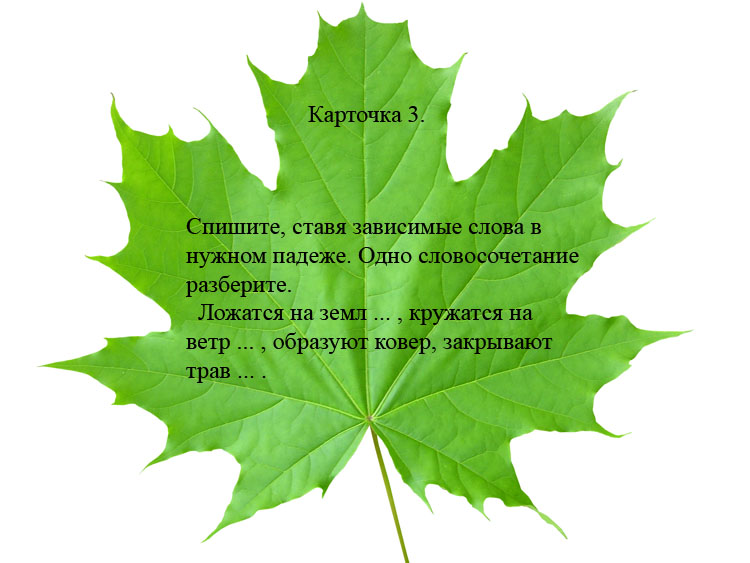 Карточка 3.
Спишите, ставя зависимые слова в
нужном падеже. Одно словосочетание
разберите.
Ложатся на земл ... , кружатся на
ветр ... , образуют ковер, закрывают
трав ... .